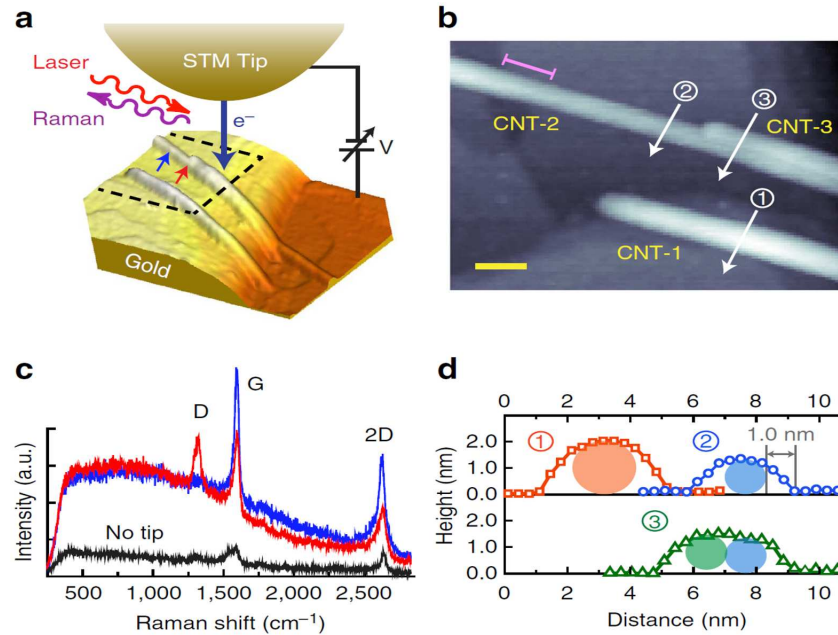 a
STM Tip
Laser
Raman
e⁻
V
Gold
b
②
③
CNT-2
CNT-3
①
CNT-1
c
D
G
2D
No tip
Intensity (a.u.)
500 1,000 1,500 2,000 2,500
Raman shift (cm⁻¹)
d
0 2 4 6 8 10
① ② 1.0 nm
2.0
1.0
0.0
③
2.0
1.0
0.0
Height (nm)
0 2 4 6 8 10
Distance (nm)